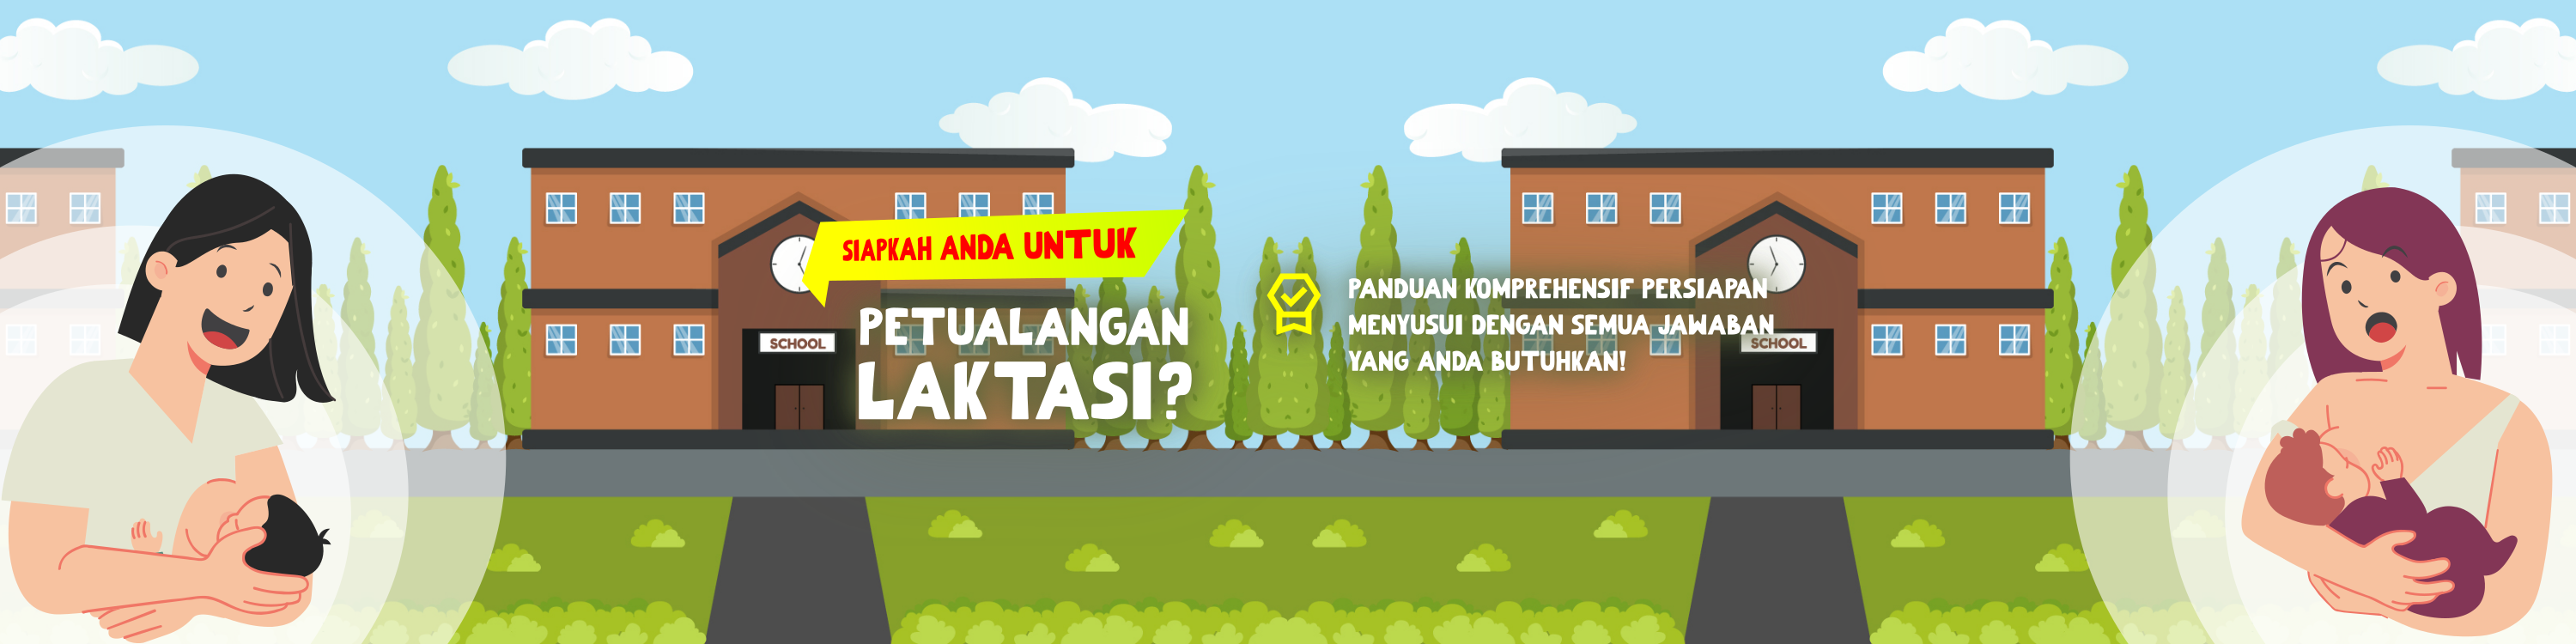 SIAPKAH ANDA UNTUK
PETUALANGAN
LAKTASI?
PANDUAN KOMPREHENSIF PERSIAPAN
MENYUSUI DENGAN SEMUA JAWABAN
YANG ANDA BUTUHKAN!
SCHOOL
SCHOOL